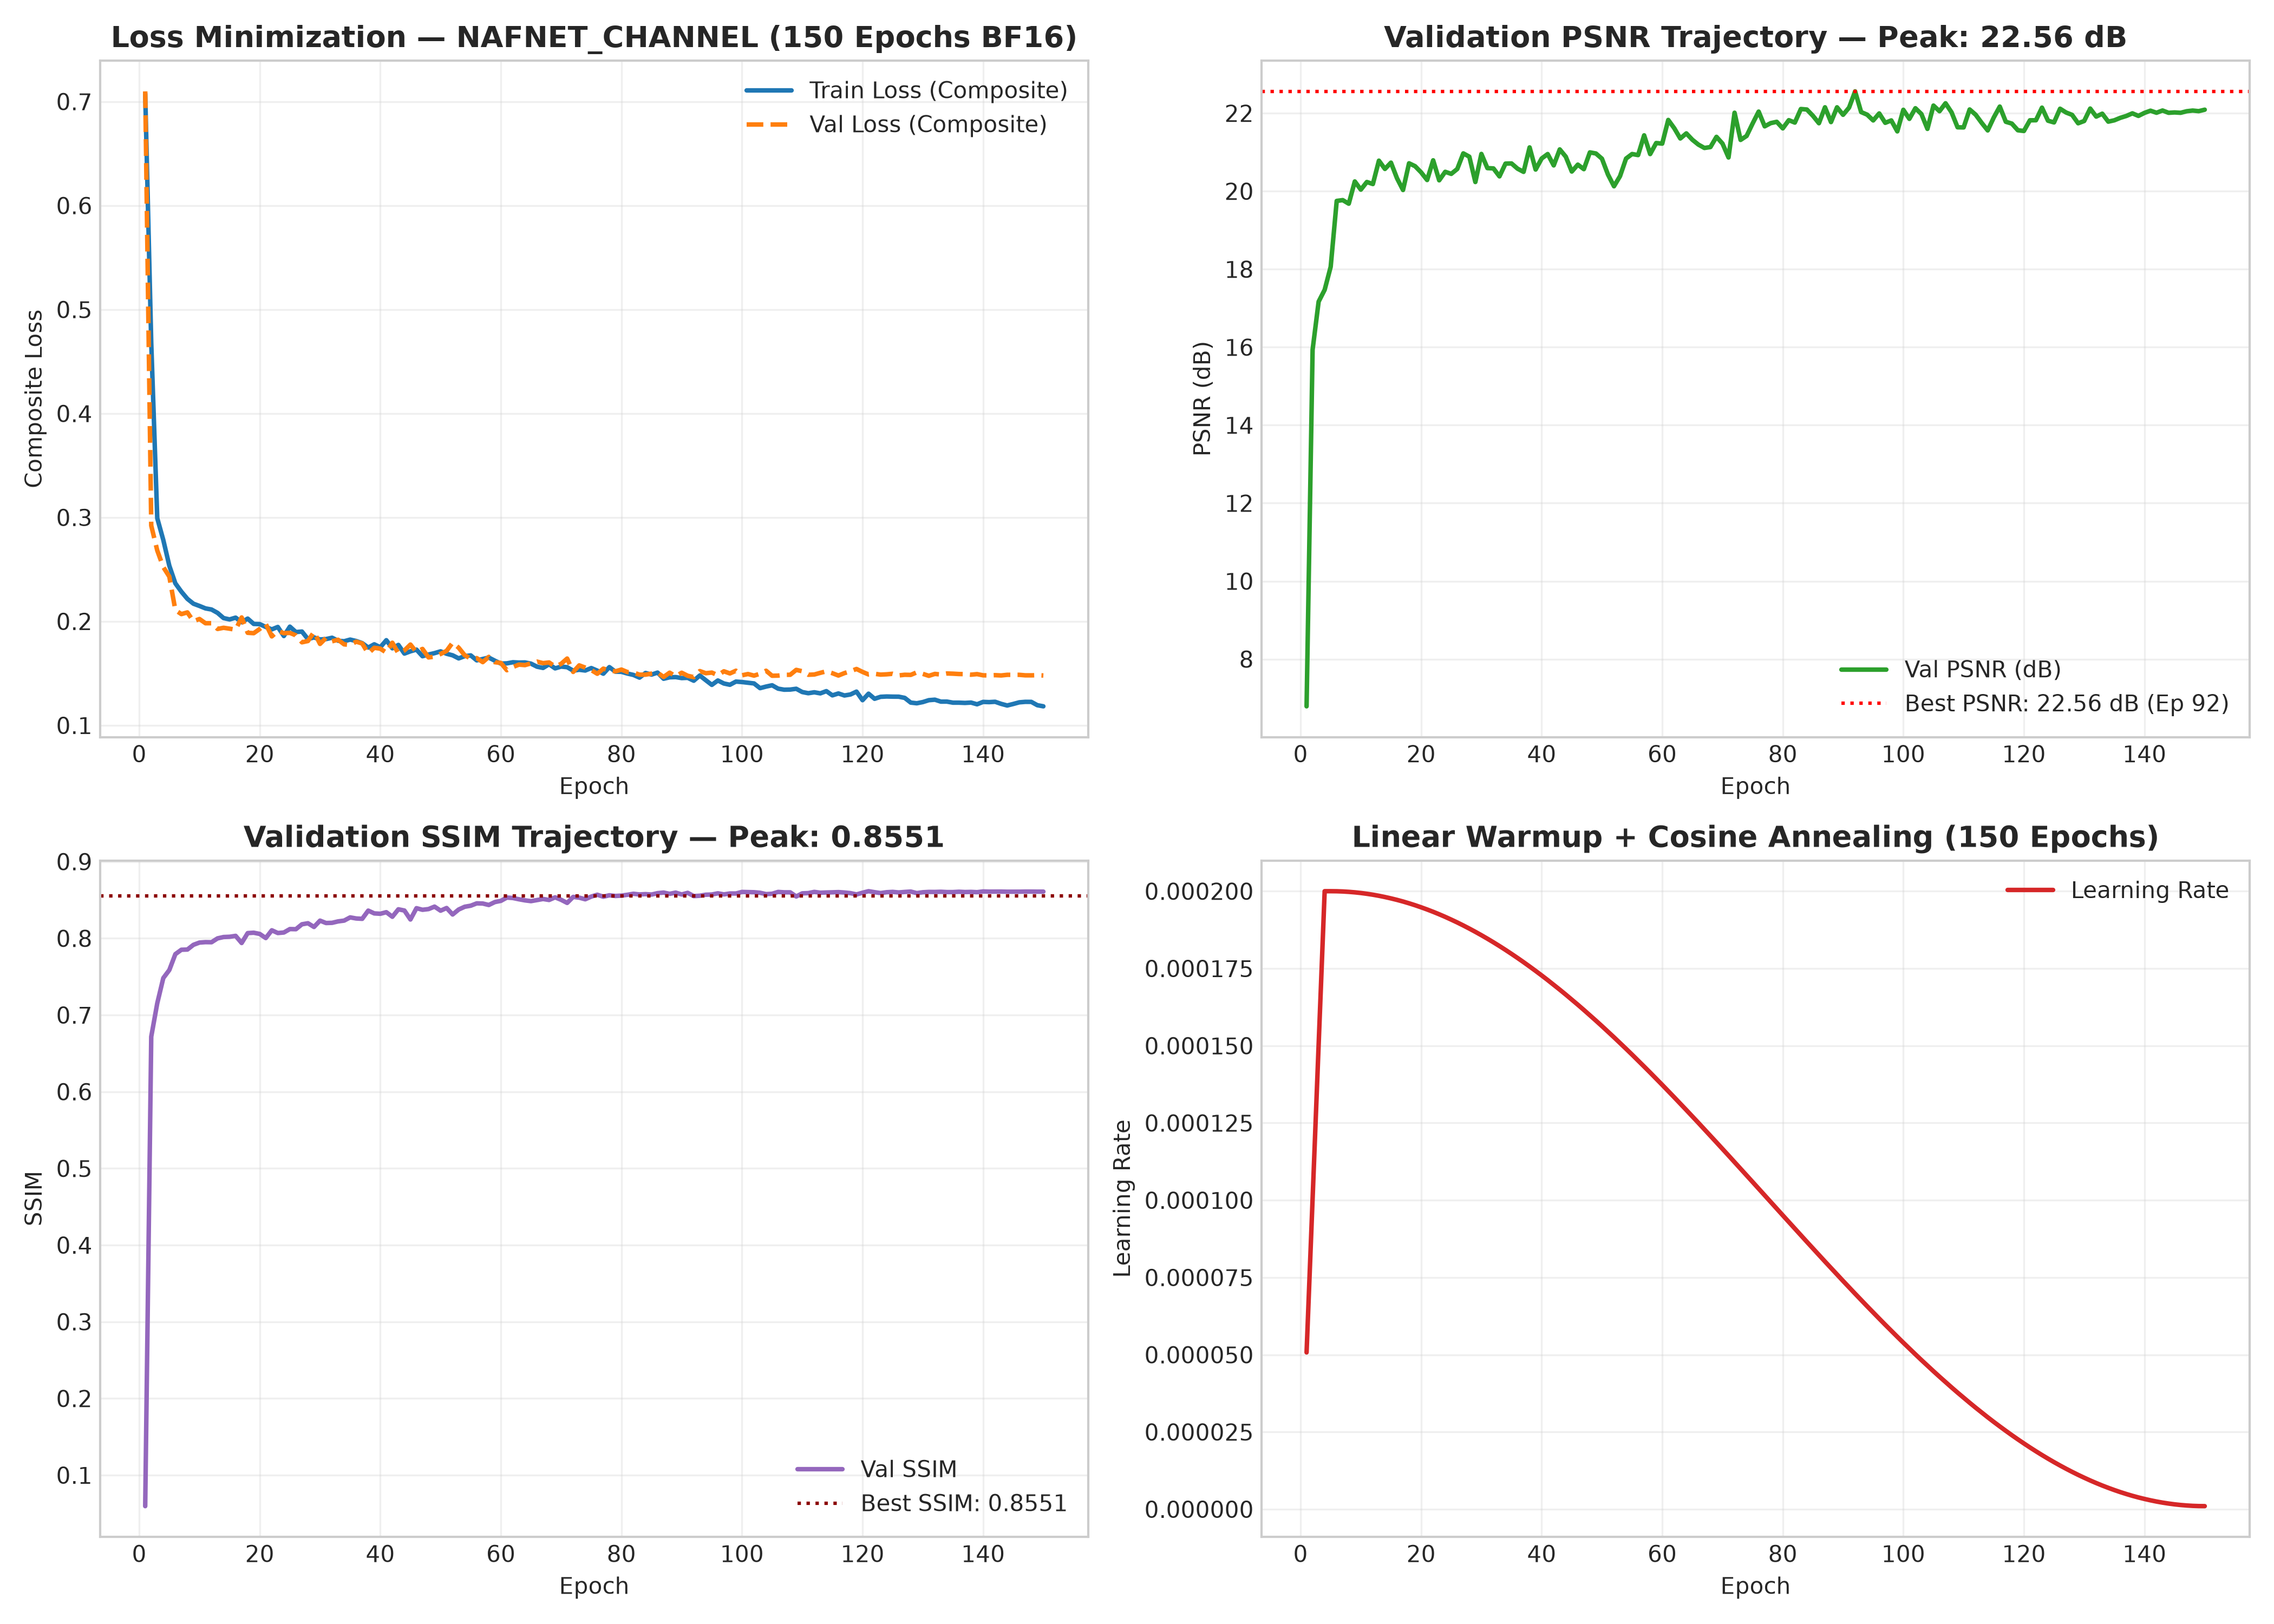 Loss Minimization — NAFNET_CHANNEL (150 Epochs BF16)
Train Loss (Composite)
Val Loss (Composite)
Composite Loss
0.7
0.6
0.5
0.4
0.3
0.2
0.1
0 20 40 60 80 100 120 140
Epoch
Validation PSNR Trajectory — Peak: 22.56 dB
PSNR (dB)
22
20
18
16
14
12
10
8
Val PSNR (dB)
Best PSNR: 22.56 dB (Ep 92)
0 20 40 60 80 100 120 140
Epoch
Validation SSIM Trajectory — Peak: 0.8551
SSIM
0.9
0.8
0.7
0.6
0.5
0.4
0.3
0.2
0.1
Val SSIM
Best SSIM: 0.8551
0 20 40 60 80 100 120 140
Epoch
Linear Warmup + Cosine Annealing (150 Epochs)
Learning Rate
Learning Rate
0.000200
0.000175
0.000150
0.000125
0.000100
0.000075
0.000050
0.000025
0.000000
0 20 40 60 80 100 120 140
Epoch